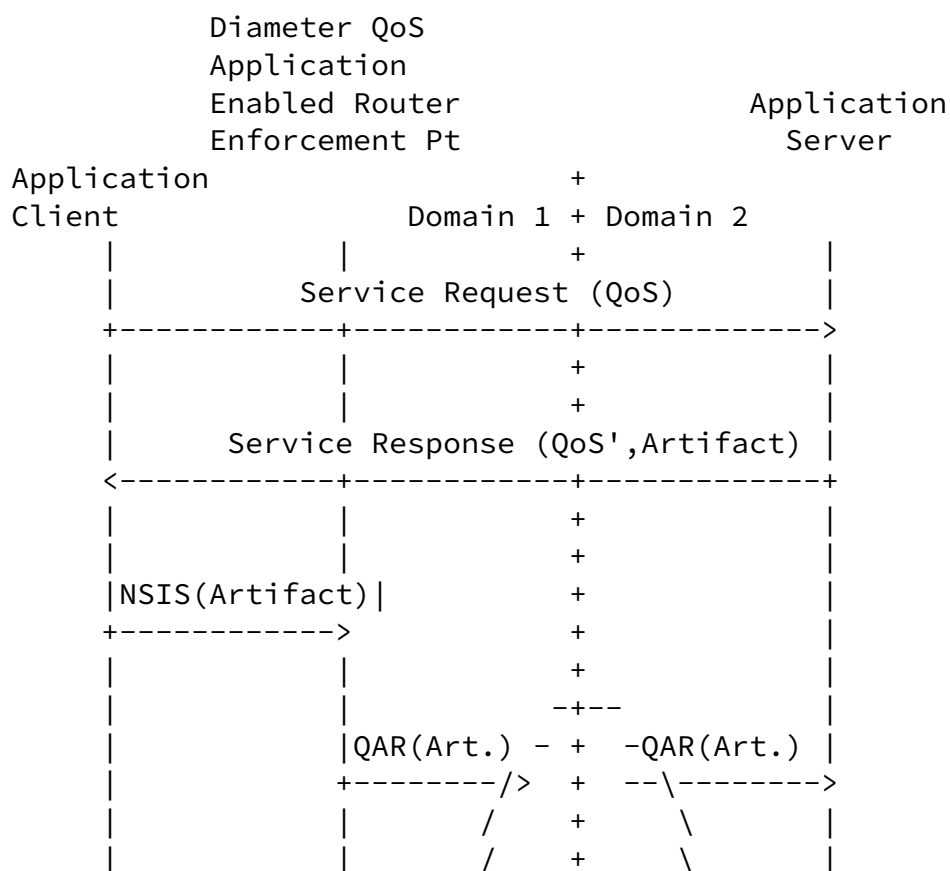 Diameter QoS
Application
Enabled Router Application
Enforcement Pt Server
Application +
Client Domain 1 + Domain 2
| | + |
| Service Request (QoS) |
+------------+------------+------------>
| | + |
| | + |
| Service Response (QoS',Artifact) |
<------------+------------+------------+
| | + |
| | + |
|NSIS(Artifact)| + |
+------------> + |
| | + |
| | -+-- |
| |QAR(Art.) - + -QAR(Art.) |
| +--------/> + --\-------->
| | / + \ |
| | / + \ |